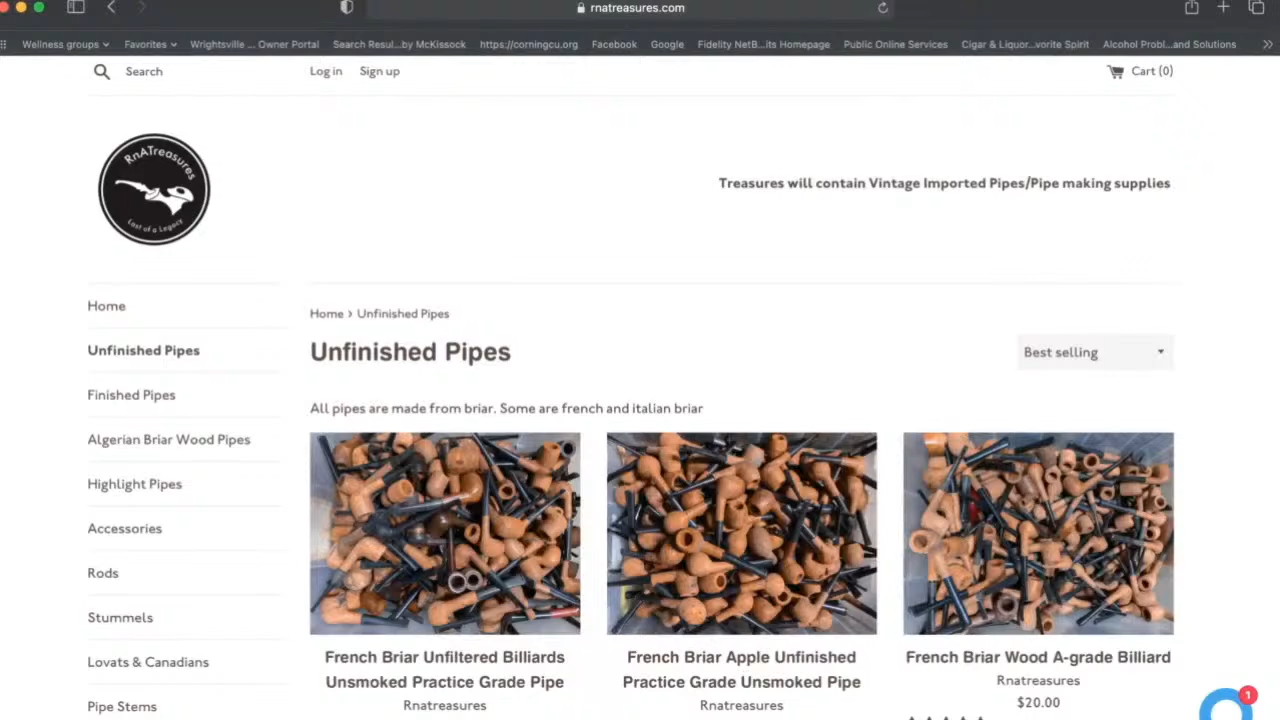 rnatreasures.com
Wellness groups
Favorites
Wrightsville ... Owner Portal
Search Resul...by McKissock
https://corningcu.org
Facebook
Google
Fidelity NetB...its Homepage
Public Online Services
Cigar & Liquor...vorite Spirit
Alcohol Probl...and Solutions
Search
Log in
Sign up
Cart (0)
RnATreasures
Last of a Legacy
Treasures will contain Vintage Imported Pipes/Pipe making supplies
Home
Unfinished Pipes
Finished Pipes
Algerian Briar Wood Pipes
Highlight Pipes
Accessories
Rods
Stummels
Lovats & Canadians
Pipe Stems
Home › Unfinished Pipes
Unfinished Pipes
Best selling
All pipes are made from briar. Some are french and italian briar
French Briar Unfiltered Billiards
Unsmoked Practice Grade Pipe
Rnatreasures
French Briar Apple Unfinished
Practice Grade Unsmoked Pipe
Rnatreasures
French Briar Wood A-grade Billiard
Rnatreasures
$20.00
1